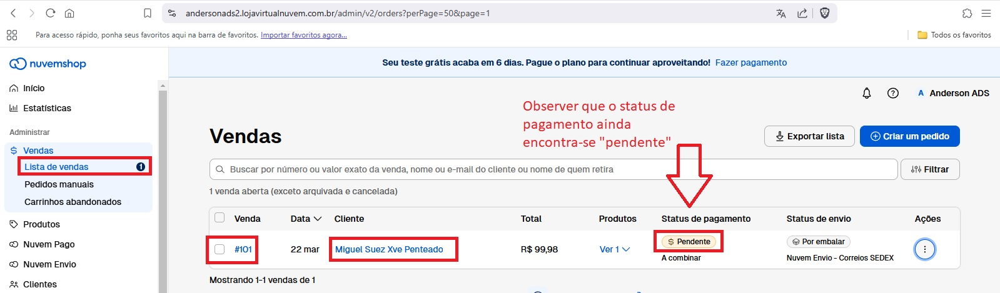 andersonads2.lojavirtualnuvem.com.br/admin/v2/orders?perPage=50&page=1
Para acesso rápido, ponha seus favoritos aqui na barra de favoritos. Importar favoritos agora...
Todos os favoritos
nuvemshop
Seu teste grátis acaba em 6 dias. Pague o plano para continuar aproveitando! Fazer pagamento
Início
Estatísticas
Administrar
Vendas
Lista de vendas 1
Pedidos manuais
Carrinhos abandonados
Produtos
Nuvem Pago
Nuvem Envio
Clientes
A Anderson ADS
Observer que o status de
pagamento ainda
encontra-se "pendente"
Vendas
Exportar lista
Criar um pedido
Buscar por número ou valor exato da venda, nome ou e-mail do cliente ou nome de quem retira
Filtrar
1 venda aberta (exceto arquivada e cancelada)
Venda Data Cliente Total Produtos Status de pagamento Status de envio Ações
#101 22 mar Miguel Suez Xve Penteado R$ 99,98 Ver 1 $ Pendente Por embalar
A combinar Nuvem Envio - Correios SEDEX
Mostrando 1-1 vendas de 1